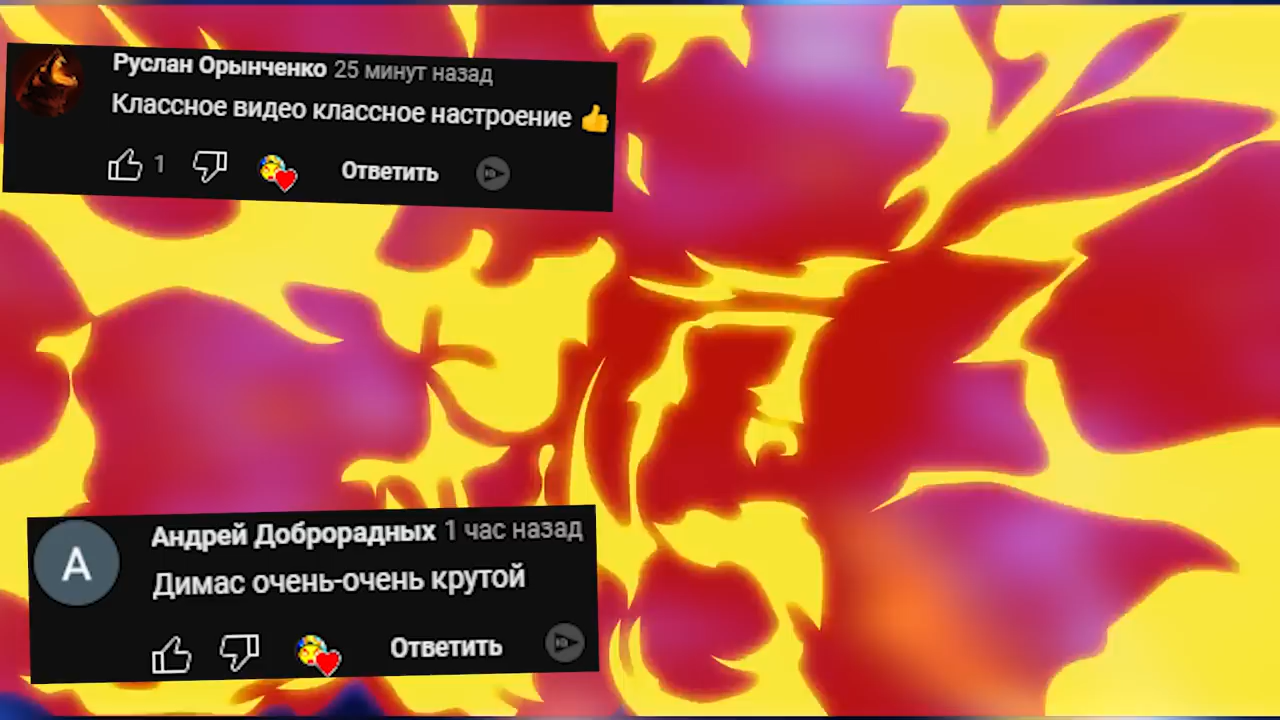 Руслан Орынченко 25 минут назад
Классное видео классное настроение 👍
1 Ответить
Андрей Доброрадных 1 час назад
А
Димас очень-очень крутой
Ответить